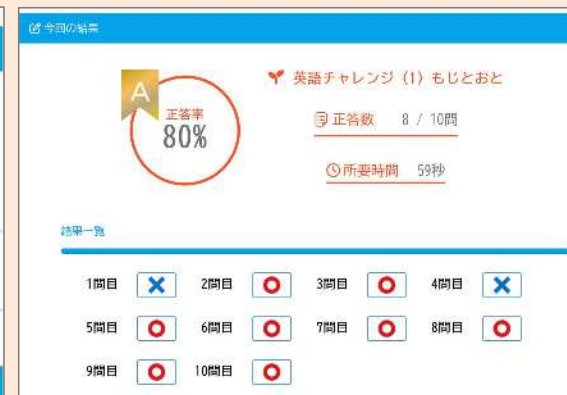 今回の結果
A
正答率
80%
英語チャレンジ（1）もじとおと
正答数 8 / 10問
所要時間 59秒
結果一覧
1問目 2問目 3問目 4問目
5問目 6問目 7問目 8問目
9問目 10問目